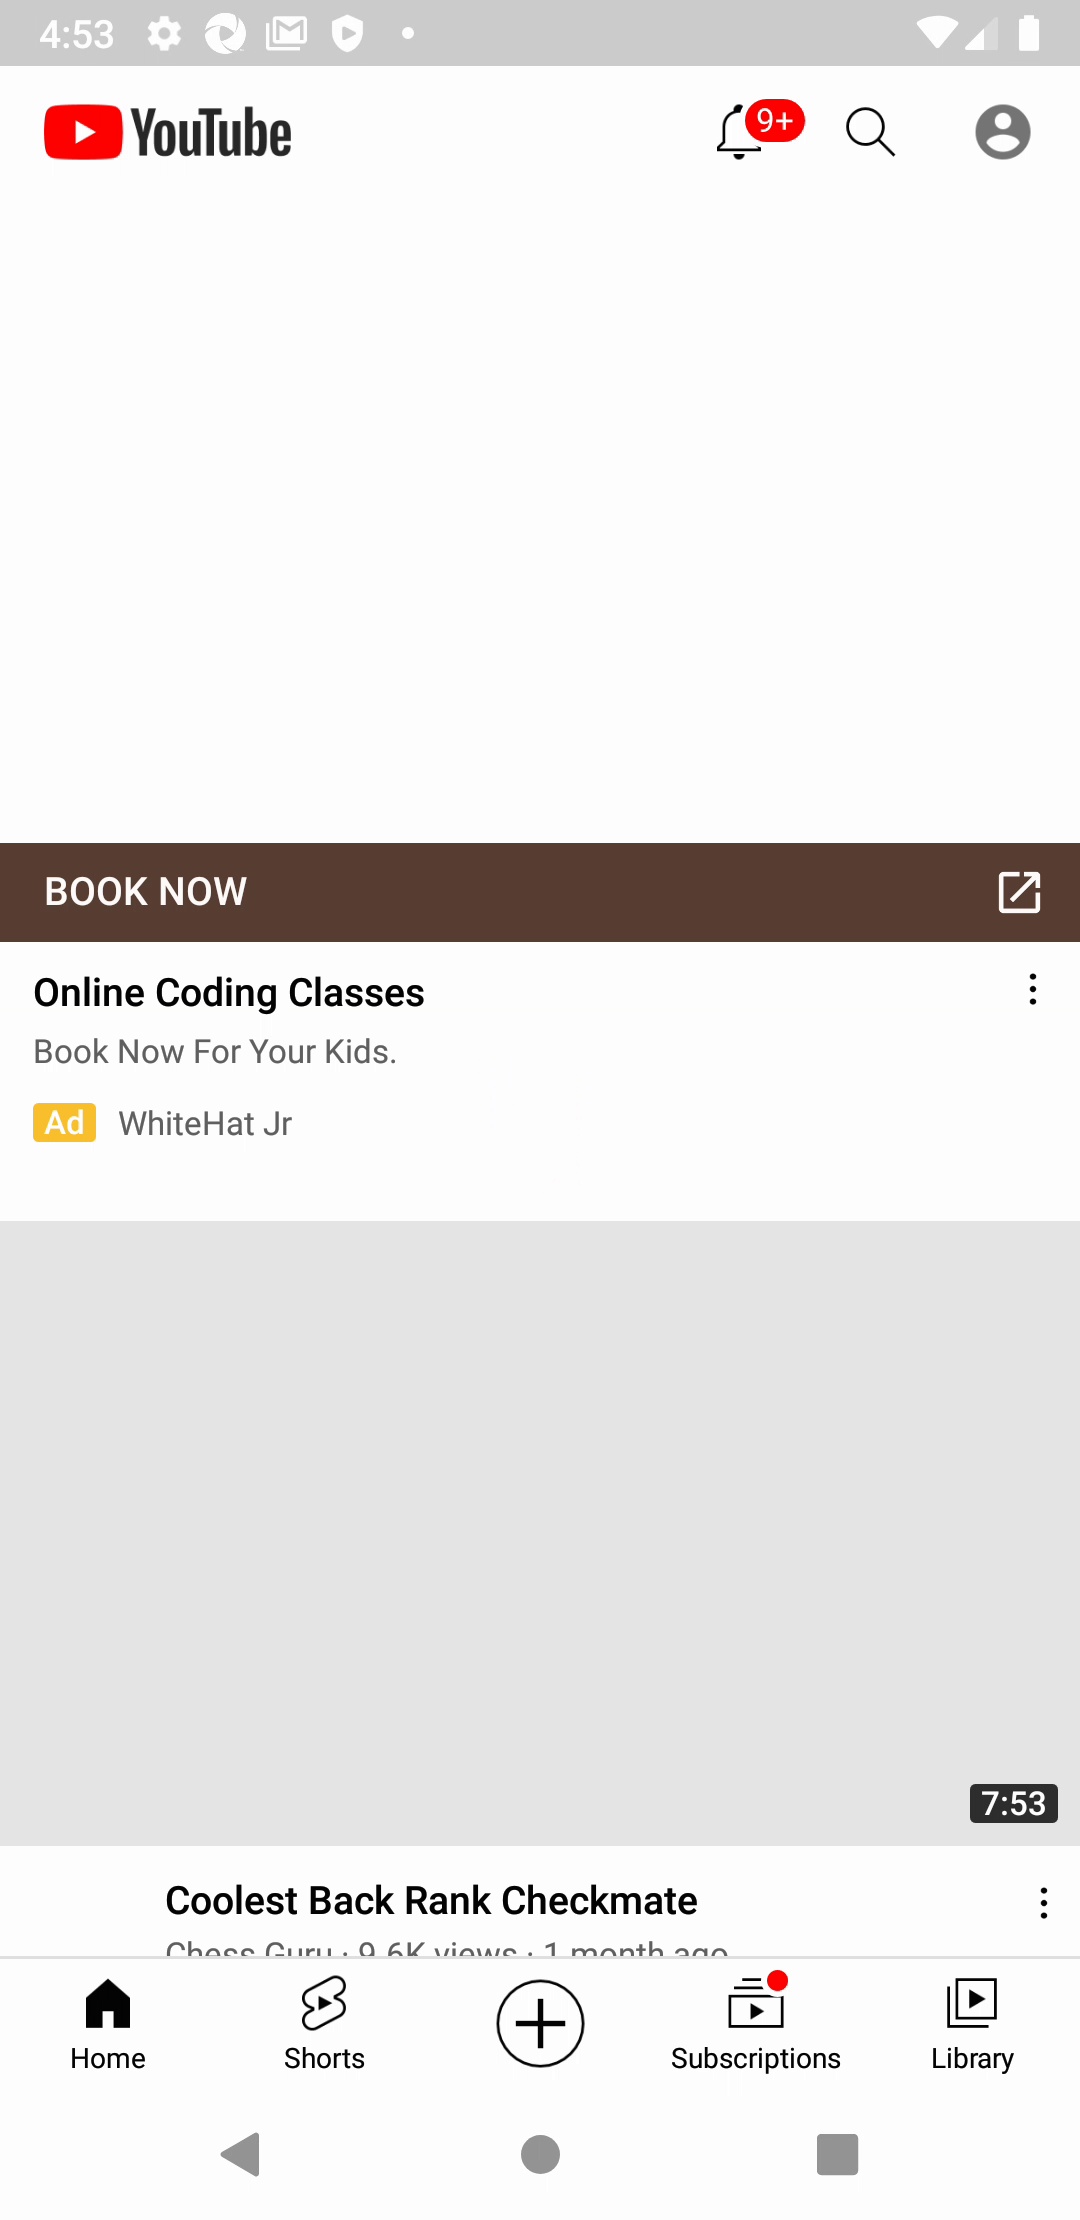 4:53
YouTube
9+
BOOK NOW
Online Coding Classes
Book Now For Your Kids.
Ad WhiteHat Jr
7:53
Coolest Back Rank Checkmate
Chess Guru · 9.6K views · 1 month ago
Home Shorts Subscriptions Library